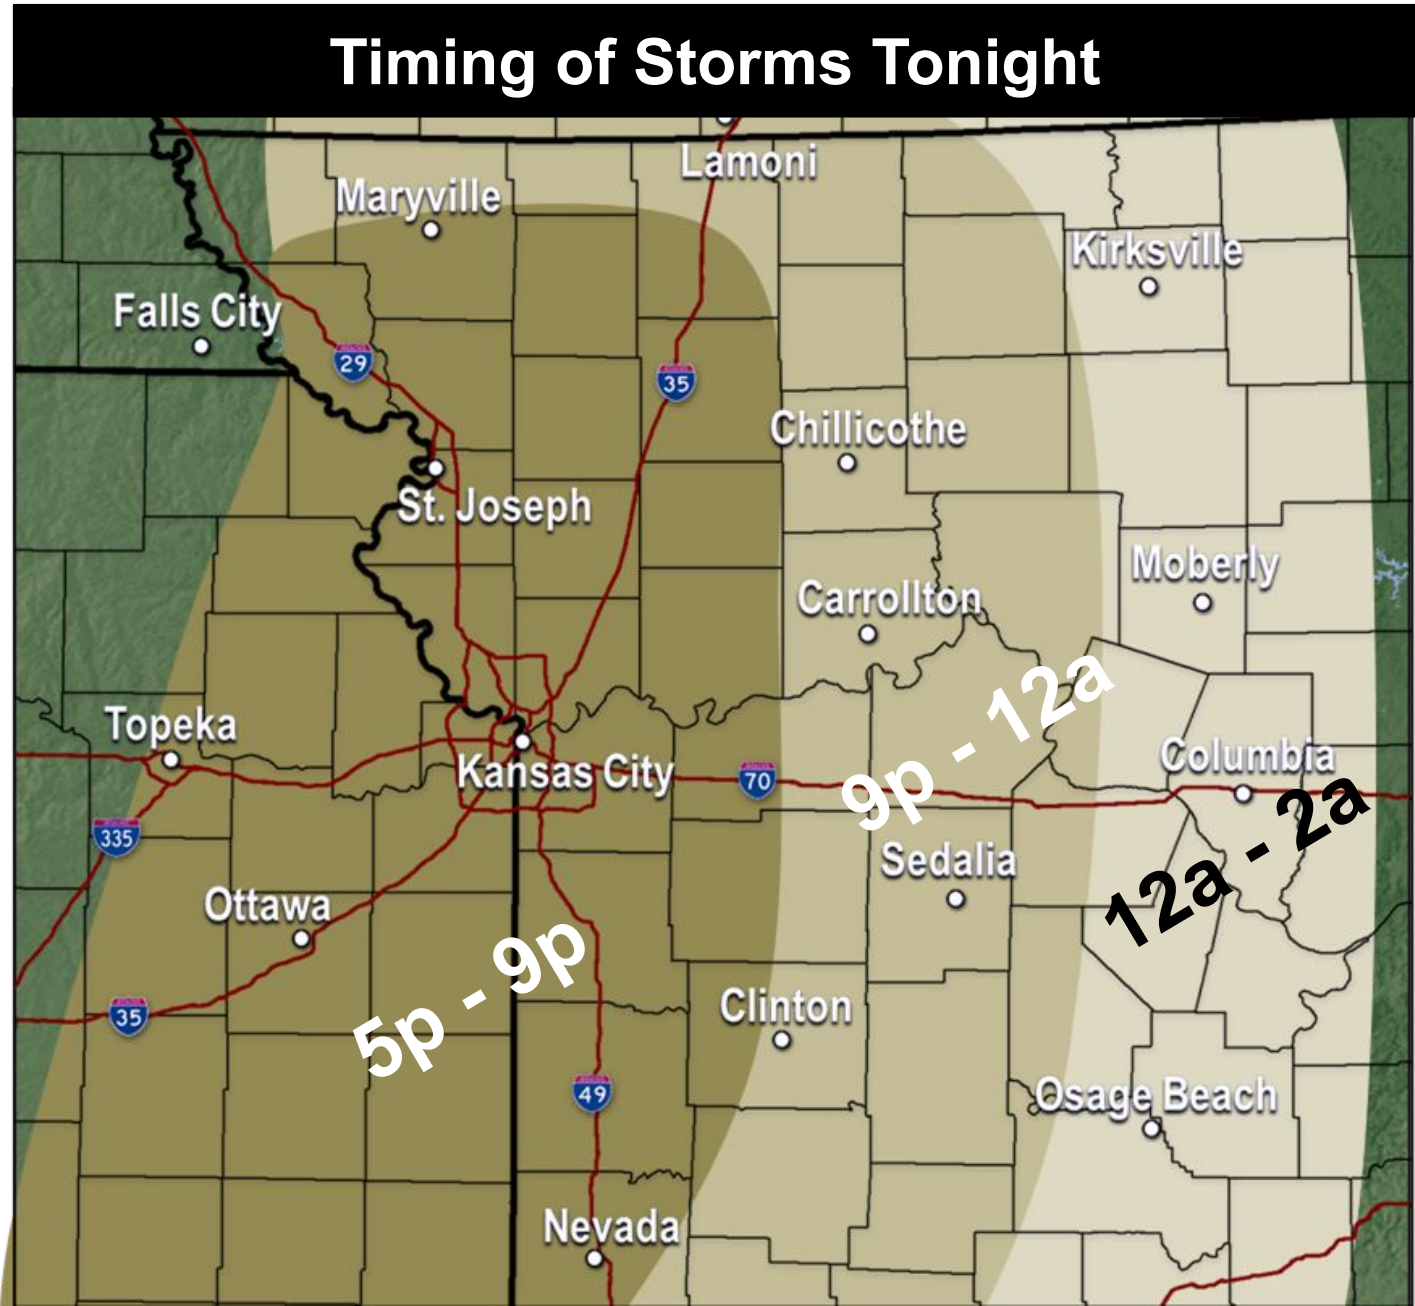 Timing of Storms Tonight
Lamoni
Maryville
Kirksville
Falls City
29
35
Chillicothe
St. Joseph
Moberly
Carrollton
9p - 12a
Topeka
Kansas City
70
Columbia
335
12a - 2a
Sedalia
Ottawa
5p - 9p
35
Clinton
49
Osage Beach
Nevada